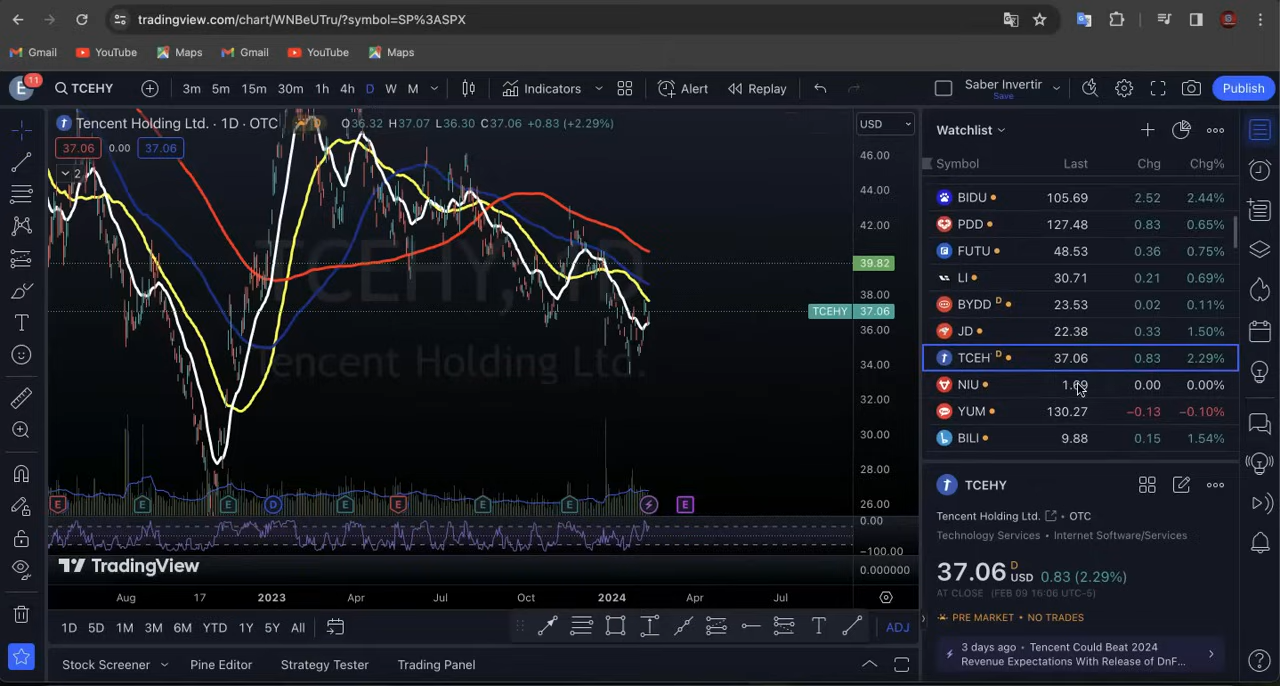 tradingview.com/chart/WNBeUTru/?symbol=SP%3ASPX
Gmail YouTube Maps Gmail YouTube Maps
E 11 TCEHY 3m 5m 15m 30m 1h 4h D W M Indicators Alert Replay Saber Invertir Save Publish
Tencent Holding Ltd. · 1D · OTC D O36.32 H37.07 L36.30 C37.06 +0.83 (+2.29%) USD
37.06 0.00 37.06
2
46.00
44.00
42.00
39.82
38.00
TCEHY 37.06
36.00
34.00
32.00
30.00
28.00
26.00
0.00
−100.00
0.000000
TCEHY, 1D
Tencent Holding Ltd.
E E E D E E E E E
TradingView
Aug 17 2023 Apr Jul Oct 2024 Apr Jul
1D 5D 1M 3M 6M YTD 1Y 5Y All ADJ
Stock Screener Pine Editor Strategy Tester Trading Panel
Watchlist
Symbol Last Chg Chg%
BIDU 105.69 2.52 2.44%
PDD 127.48 0.83 0.65%
FUTU 48.53 0.36 0.75%
LI 30.71 0.21 0.69%
BYDD D 23.53 0.02 0.11%
JD 22.38 0.33 1.50%
TCEH D 37.06 0.83 2.29%
NIU 1.69 0.00 0.00%
YUM 130.27 −0.13 −0.10%
BILI 9.88 0.15 1.54%
TCEHY
Tencent Holding Ltd. • OTC
Technology Services • Internet Software/Services
37.06 D USD 0.83 (2.29%)
AT CLOSE (FEB 09 16:06 UTC-5)
PRE MARKET • NO TRADES
3 days ago • Tencent Could Beat 2024
Revenue Expectations With Release of DnF...